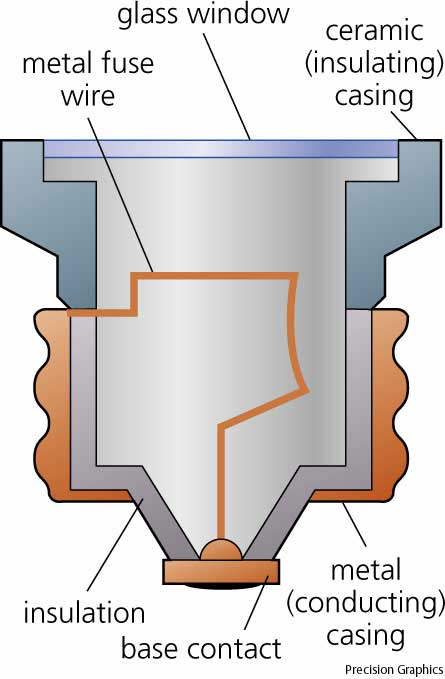 glass window
ceramic
(insulating)
casing
metal fuse
wire
insulation
base contact
metal
(conducting)
casing
Precision Graphics